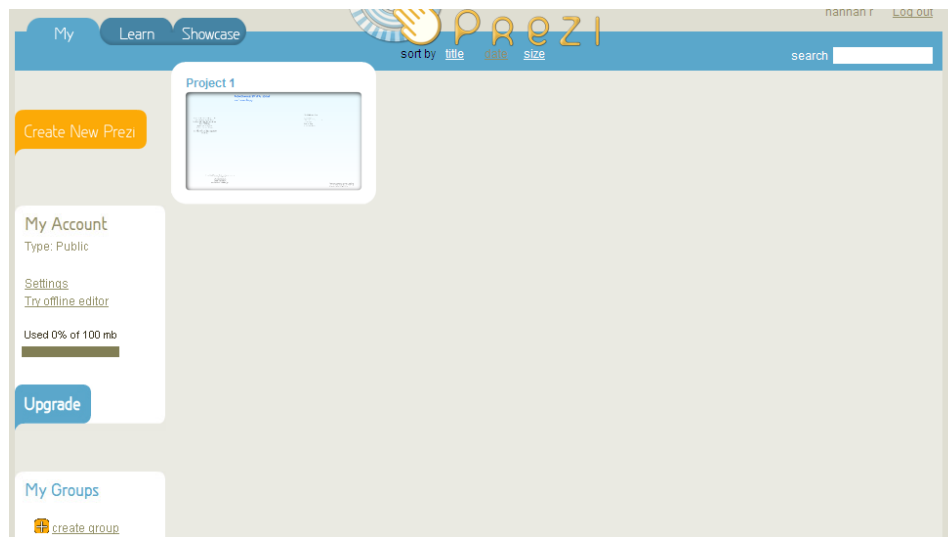 hannah r Log out
My Learn Showcase
PREZI
sort by title date size
search
Project 1
Create New Prezi
My Account
Type: Public
Settings
Try offline editor
Used 0% of 100 mb
Upgrade
My Groups
create group